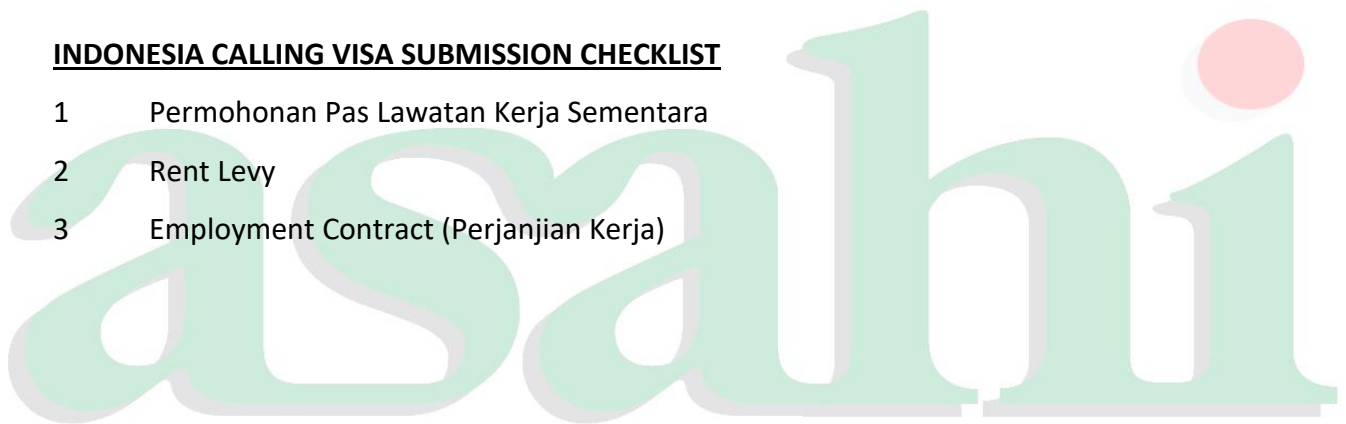 INDONESIA CALLING VISA SUBMISSION CHECKLIST
1 Permohonan Pas Lawatan Kerja Sementara
2 Rent Levy
3 Employment Contract (Perjanjian Kerja)
asahi